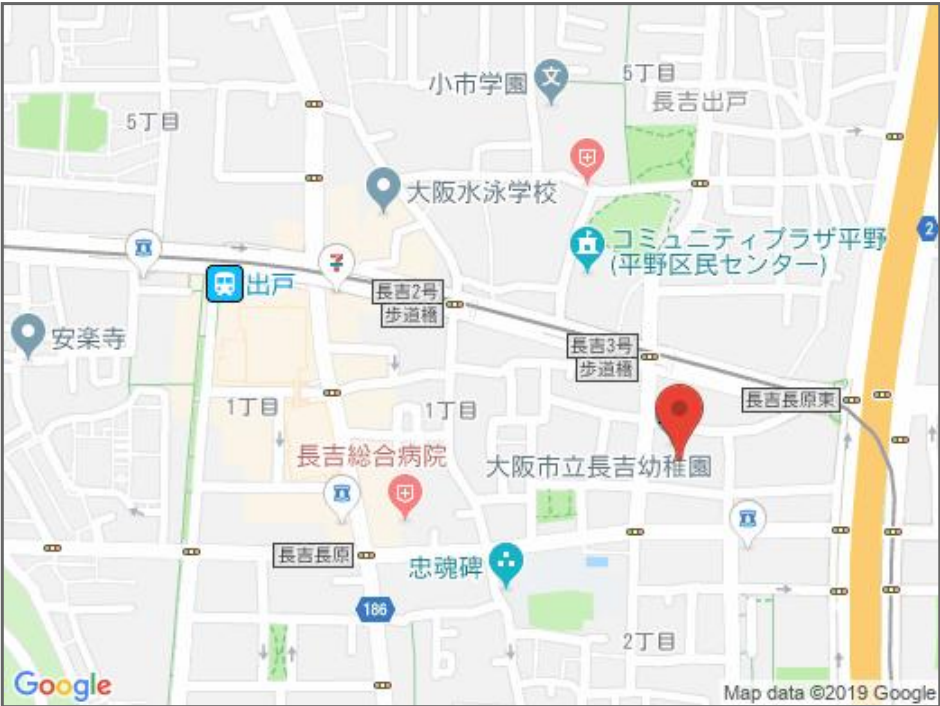 小市学園
5丁目
長吉出戸
5丁目
大阪水泳学校
コミュニティプラザ平野
(平野区民センター)
2
出戸
7
長吉2号
歩道橋
安楽寺
長吉3号
歩道橋
長吉長原東
1丁目
1丁目
長吉総合病院
大阪市立長吉幼稚園
長吉長原
忠魂碑
186
2丁目
Google
Map data ©2019 Google